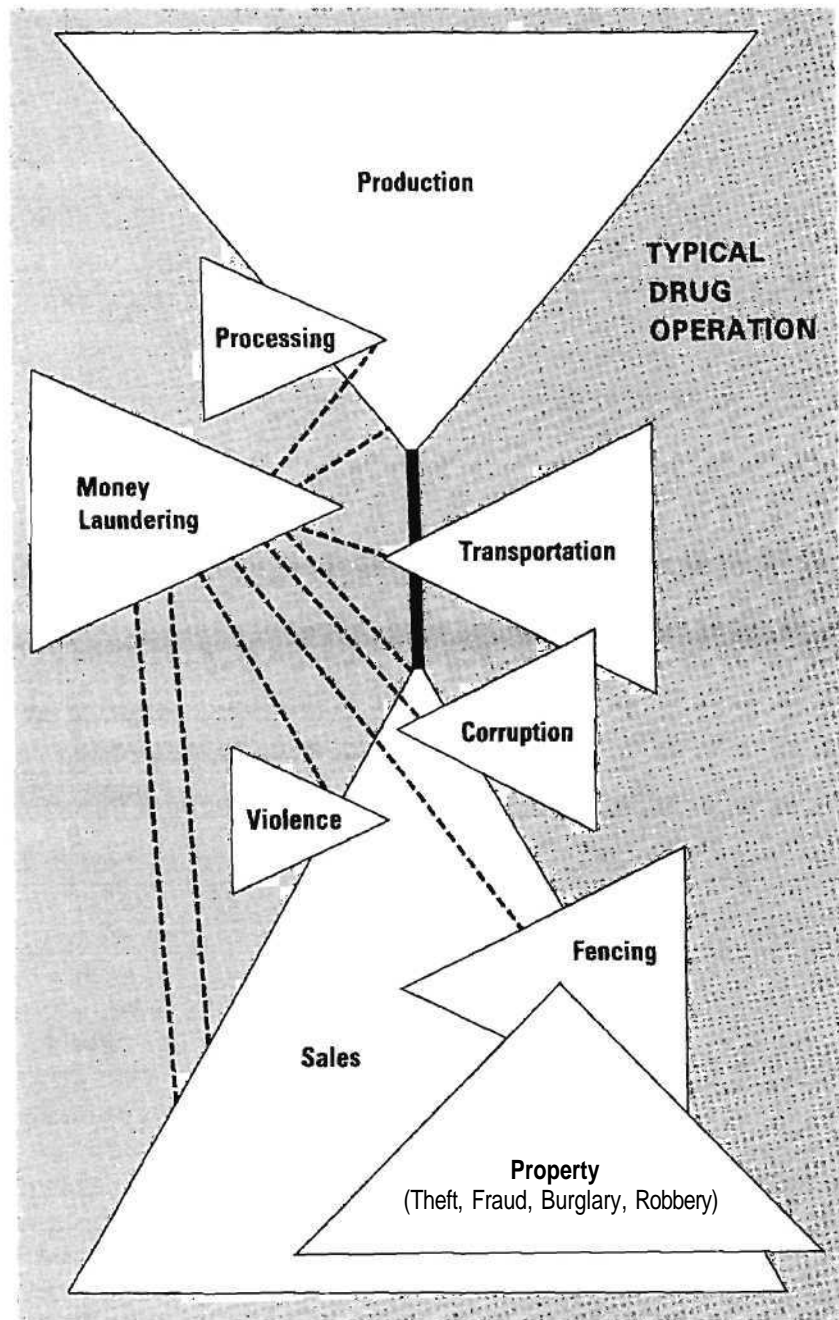 Production
TYPICAL
DRUG
OPERATION
Processing
Money
Laundering
Transportation
Corruption
Violence
Fencing
Sales
Property
(Theft, Fraud, Burglary, Robbery)